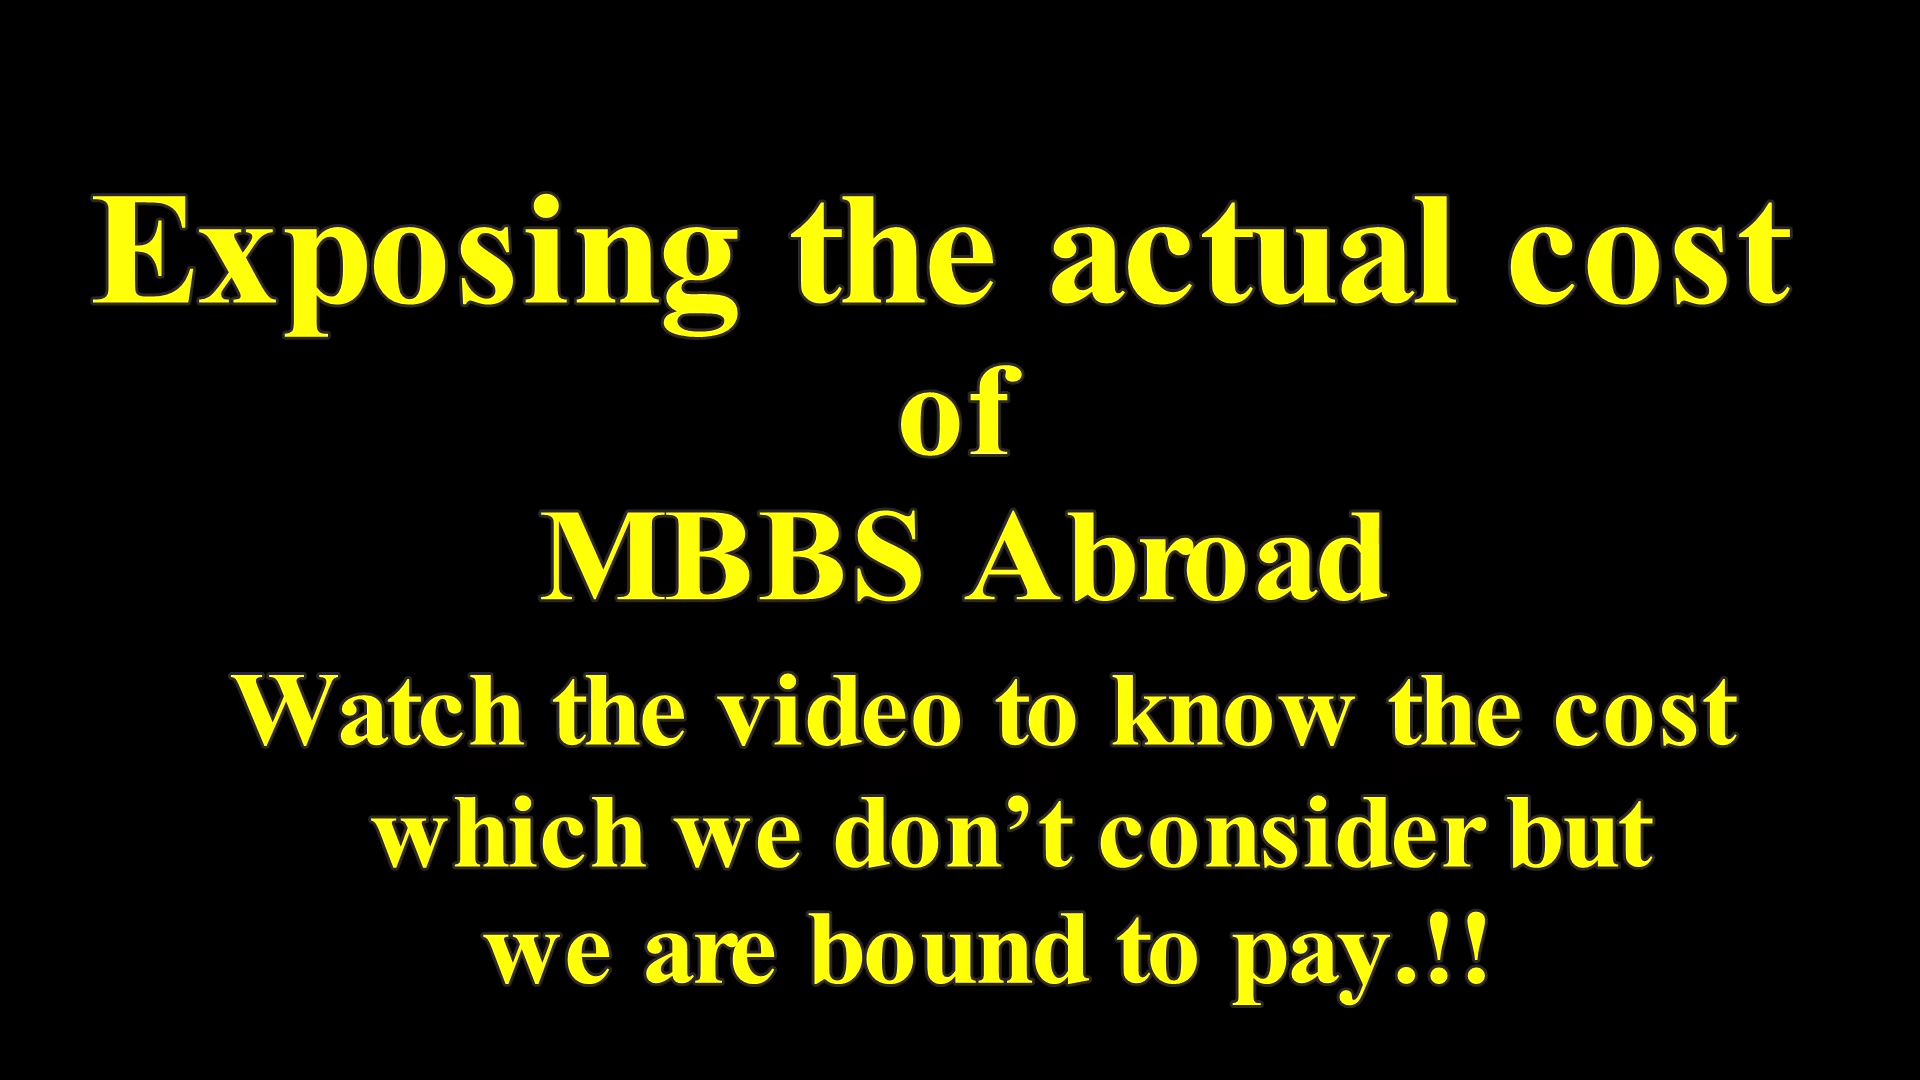 Exposing the actual cost
of
MBBS Abroad
Watch the video to know the cost
which we don’t consider but
we are bound to pay.!!